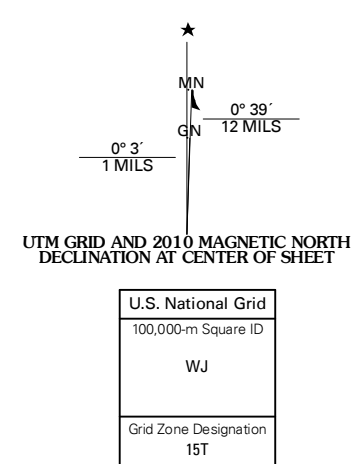 MN
0° 39´
12 MILS
GN
0° 3´
1 MILS
UTM GRID AND 2010 MAGNETIC NORTH
DECLINATION AT CENTER OF SHEET
U.S. National Grid
100,000-m Square ID
WJ
Grid Zone Designation
15T